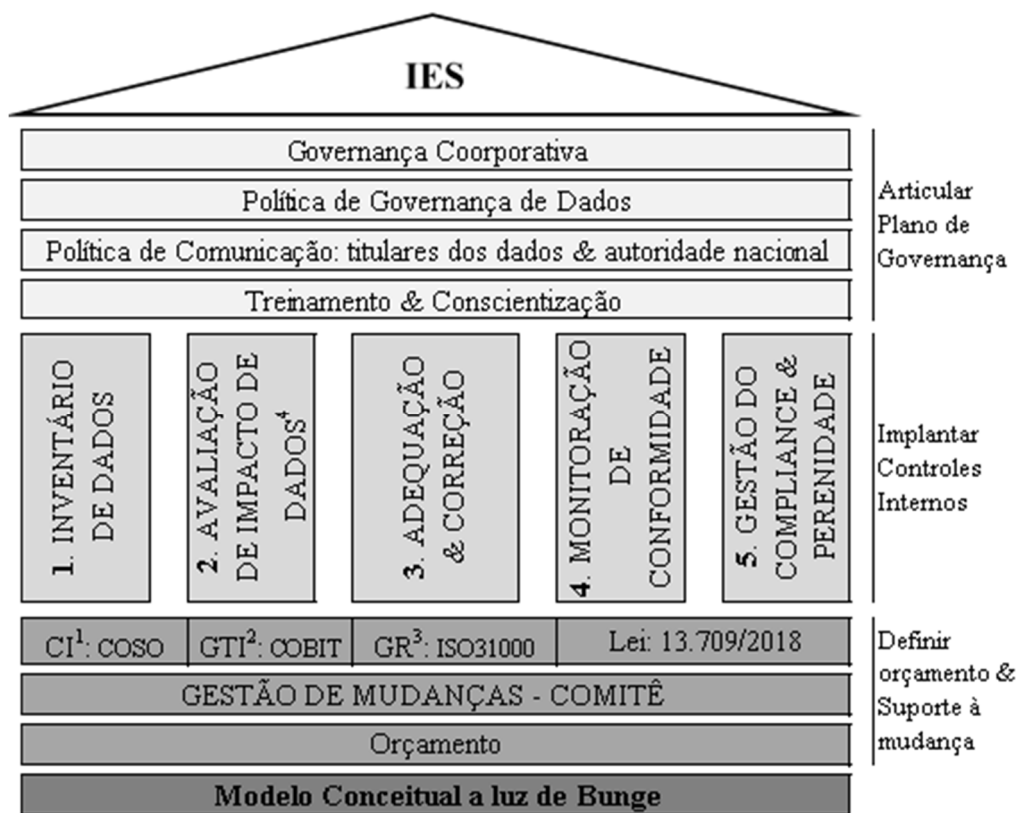 IES
Governança Coorporativa
Política de Governança de Dados
Política de Comunicação: titulares dos dados & autoridade nacional
Treinamento & Conscientização
Articular
Plano de
Governança
1. INVENTÁRIO
DE DADOS
2. AVALIAÇÃO
DE IMPACTO DE
DADOS⁴
3. ADEQUAÇÃO
& CORREÇÃO
4. MONITORAÇÃO
DE
CONFORMIDADE
5. GESTÃO DO
COMPLIANCE &
PERENIDADE
Implantar
Controles
Internos
CI¹: COSO
GTI²: COBIT
GR³: ISO31000
Lei: 13.709/2018
GESTÃO DE MUDANÇAS - COMITÊ
Orçamento
Definir
orçamento &
Suporte à
mudança
Modelo Conceitual a luz de Bunge